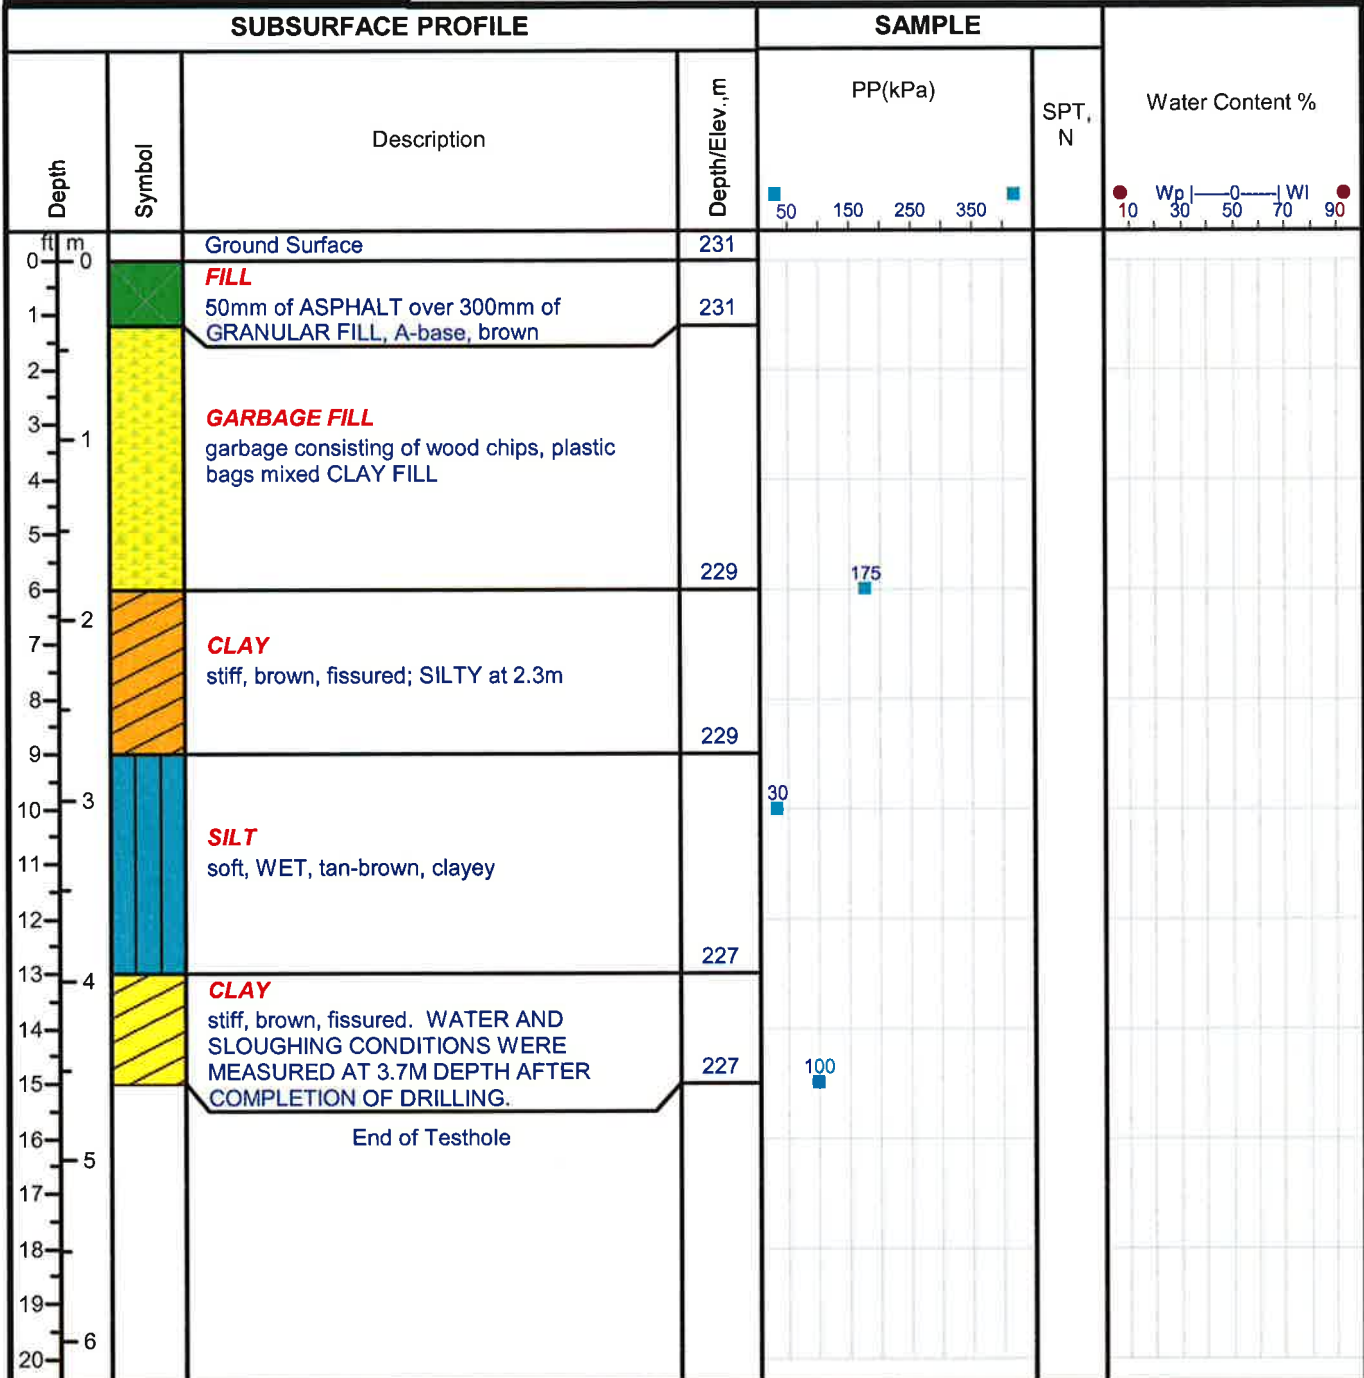 SUBSURFACE PROFILE
SAMPLE
Depth
Symbol
Description
Depth/Elev.,m
PP(kPa)
SPT,
N
Water Content %
50 150 250 350
Wp |----0-----| Wl
10 30 50 70 90
ft m
Ground Surface
231
0 0
FILL
50mm of ASPHALT over 300mm of
231
1
GRANULAR FILL, A-base, brown
2
GARBAGE FILL
3
1
garbage consisting of wood chips, plastic
bags mixed CLAY FILL
4
5
229
175
6
2
7
CLAY
stiff, brown, fissured; SILTY at 2.3m
8
229
9
30
3
10
SILT
11
soft, WET, tan-brown, clayey
12
227
13
4
CLAY
stiff, brown, fissured. WATER AND
14
SLOUGHING CONDITIONS WERE
MEASURED AT 3.7M DEPTH AFTER
227
100
15
COMPLETION OF DRILLING.
End of Testhole
16
5
17
18
19
6
20